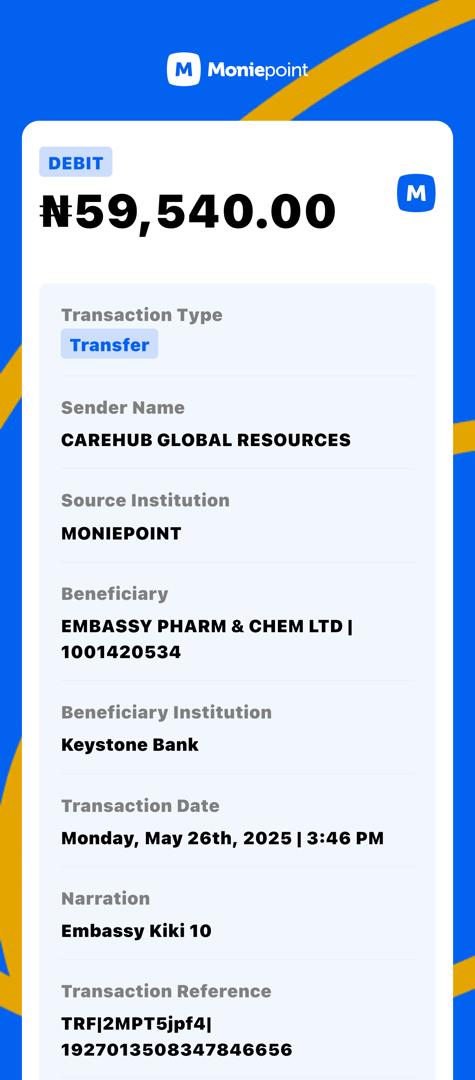 M Moniepoint
DEBIT
₦59,540.00
M
Transaction Type
Transfer
Sender Name
CAREHUB GLOBAL RESOURCES
Source Institution
MONIEPOINT
Beneficiary
EMBASSY PHARM & CHEM LTD |
1001420534
Beneficiary Institution
Keystone Bank
Transaction Date
Monday, May 26th, 2025 | 3:46 PM
Narration
Embassy Kiki 10
Transaction Reference
TRF|2MPT5jpf4|
1927013508347846656